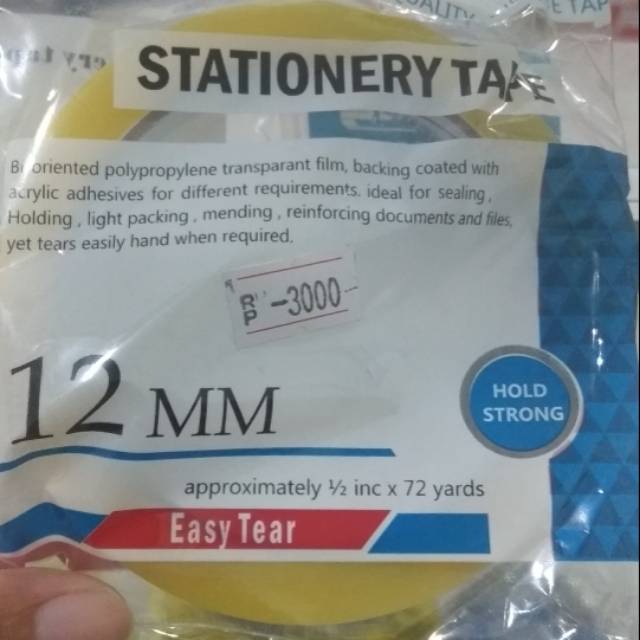 QUALITY
E TAP
STATIONERY TAPE
Bi-oriented polypropylene transparant film, backing coated with
acrylic adhesives for different requirements. ideal for sealing,
Holding, light packing, mending, reinforcing documents and files,
yet tears easily hand when required.
RP -3000-
12 MM
HOLD
STRONG
approximately ½ inc x 72 yards
Easy Tear